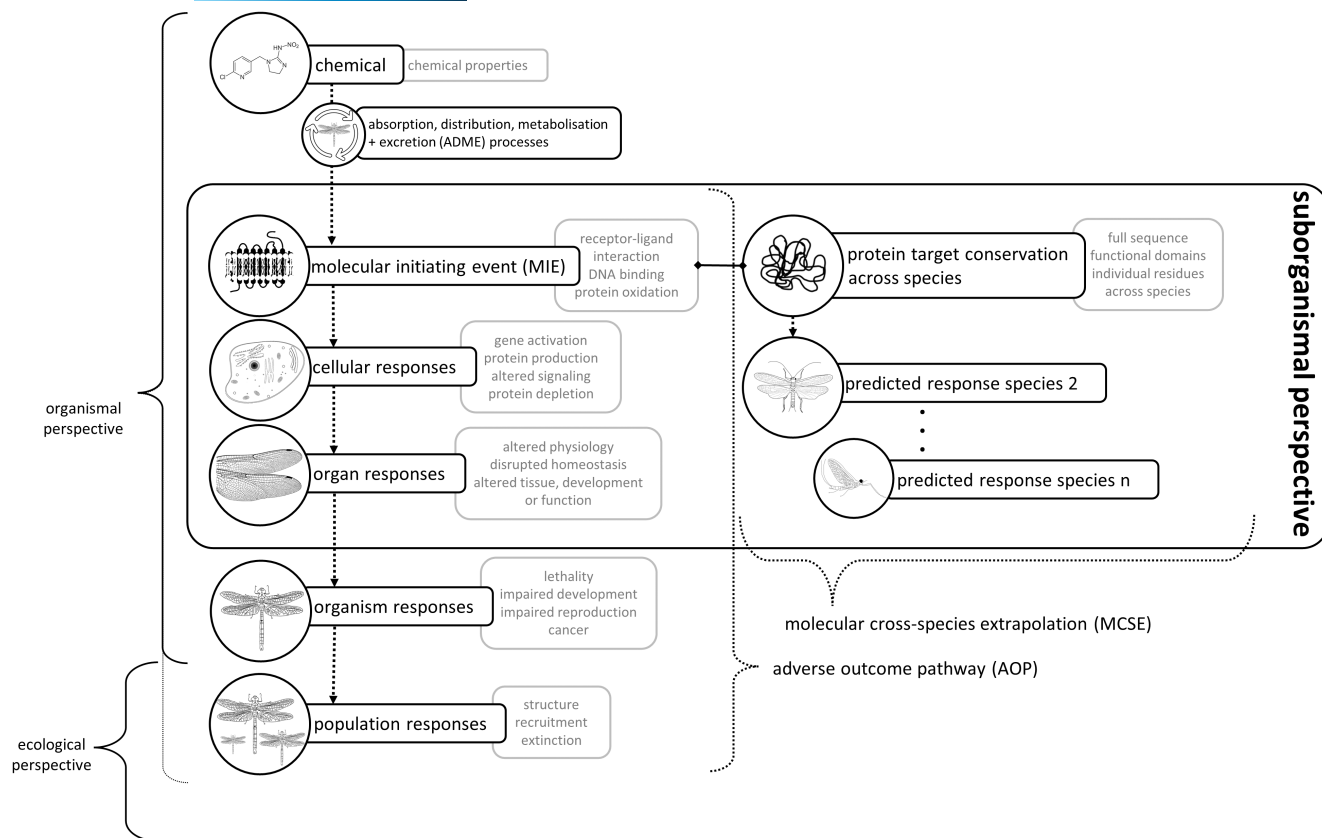 HN
NO₂
N
N
N
Cl
chemical
chemical properties
absorption, distribution, metabolisation
+ excretion (ADME) processes
suborganismal perspective
molecular initiating event (MIE)
receptor-ligand
interaction
DNA binding
protein oxidation
protein target conservation
across species
full sequence
functional domains
individual residues
across species
cellular responses
gene activation
protein production
altered signaling
protein depletion
predicted response species 2
organismal
perspective
organ responses
altered physiology
disrupted homeostasis
altered tissue, development
or function
predicted response species n
organism responses
lethality
impaired development
impaired reproduction
cancer
molecular cross-species extrapolation (MCSE)
adverse outcome pathway (AOP)
ecological
perspective
population responses
structure
recruitment
extinction